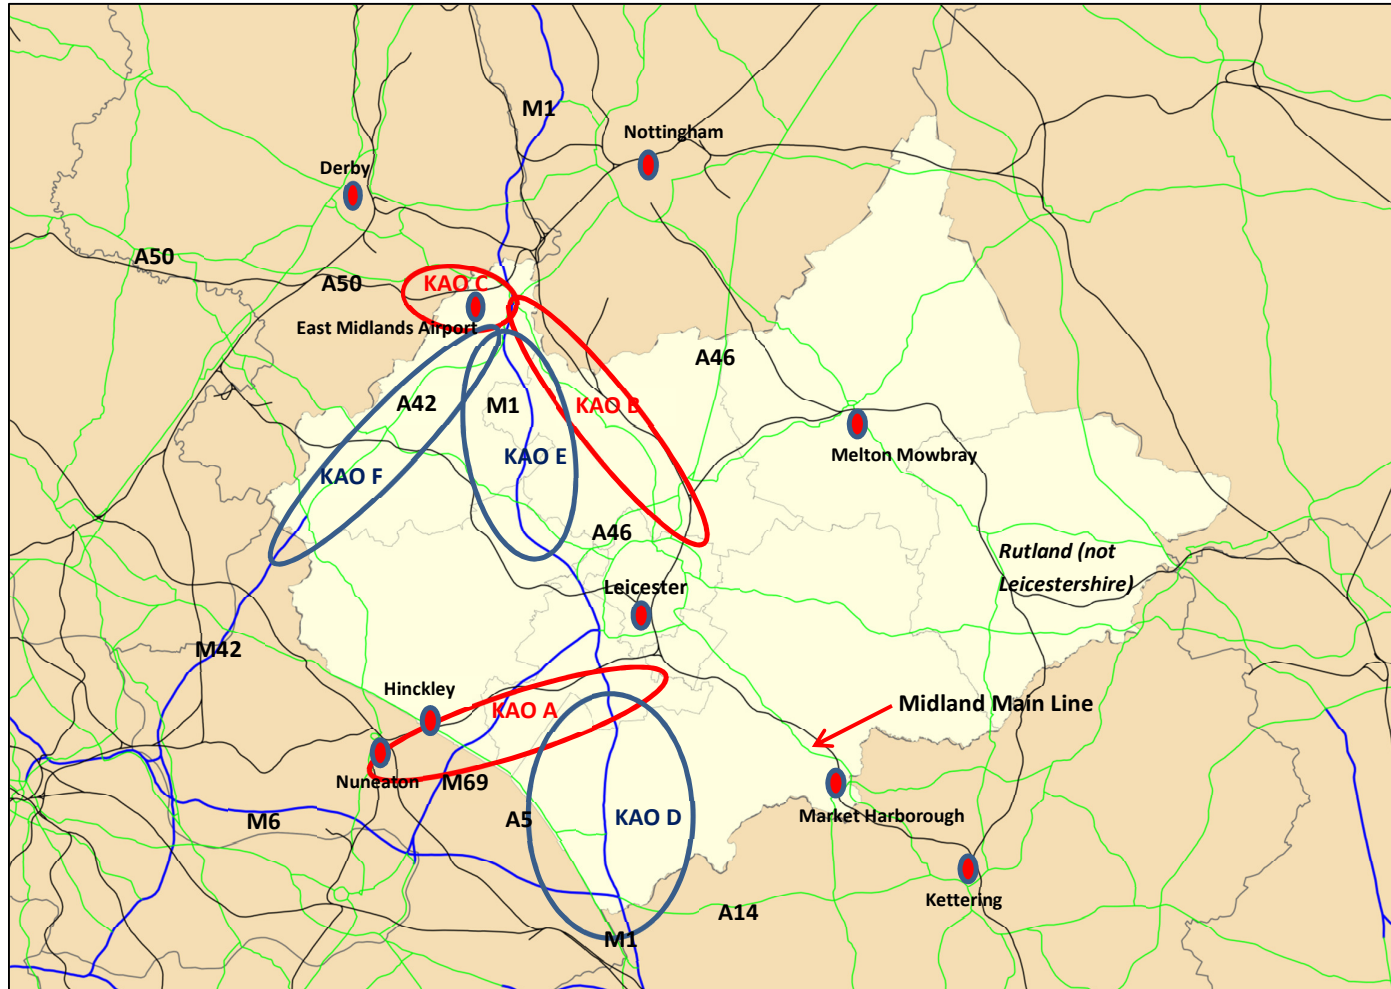 M1
Nottingham
Derby
A50
A50
KAO C
East Midlands Airport
A46
A42
M1
KAO B
Melton Mowbray
KAO F
KAO E
A46
Rutland (not
Leicestershire)
Leicester
M42
Hinckley
KAO A
Midland Main Line
Nuneaton
M69
A5
KAO D
Market Harborough
M6
Kettering
A14
M1